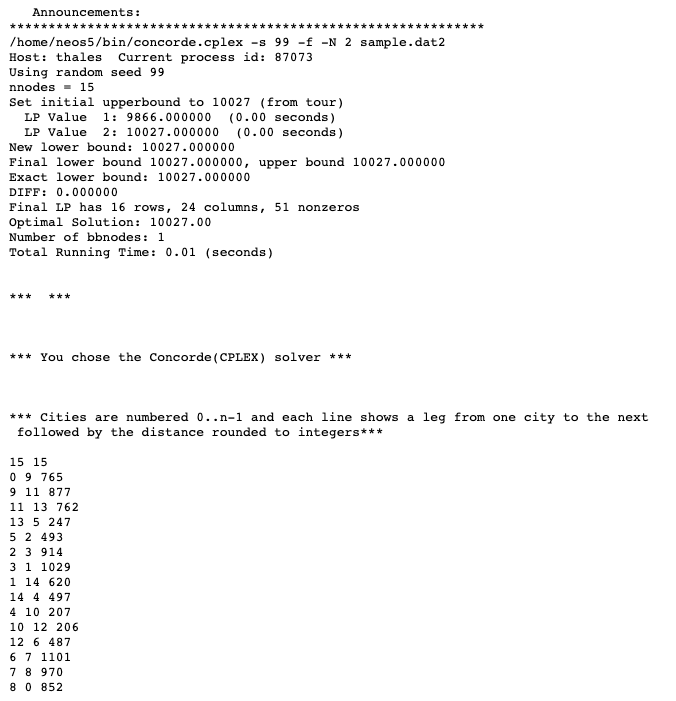 Announcements:
*************************************************************
/home/neos5/bin/concorde.cplex -s 99 -f -N 2 sample.dat2
Host: thales  Current process id: 87073
Using random seed 99
nnodes = 15
Set initial upperbound to 10027 (from tour)
  LP Value  1: 9866.000000  (0.00 seconds)
  LP Value  2: 10027.000000  (0.00 seconds)
New lower bound: 10027.000000
Final lower bound 10027.000000, upper bound 10027.000000
Exact lower bound: 10027.000000
DIFF: 0.000000
Final LP has 16 rows, 24 columns, 51 nonzeros
Optimal Solution: 10027.00
Number of bbnodes: 1
Total Running Time: 0.01 (seconds)
***  ***
*** You chose the Concorde(CPLEX) solver ***
*** Cities are numbered 0..n-1 and each line shows a leg from one city to the next
 followed by the distance rounded to integers***
15 15
0 9 765
9 11 877
11 13 762
13 5 247
5 2 493
2 3 914
3 1 1029
1 14 620
14 4 497
4 10 207
10 12 206
12 6 487
6 7 1101
7 8 970
8 0 852